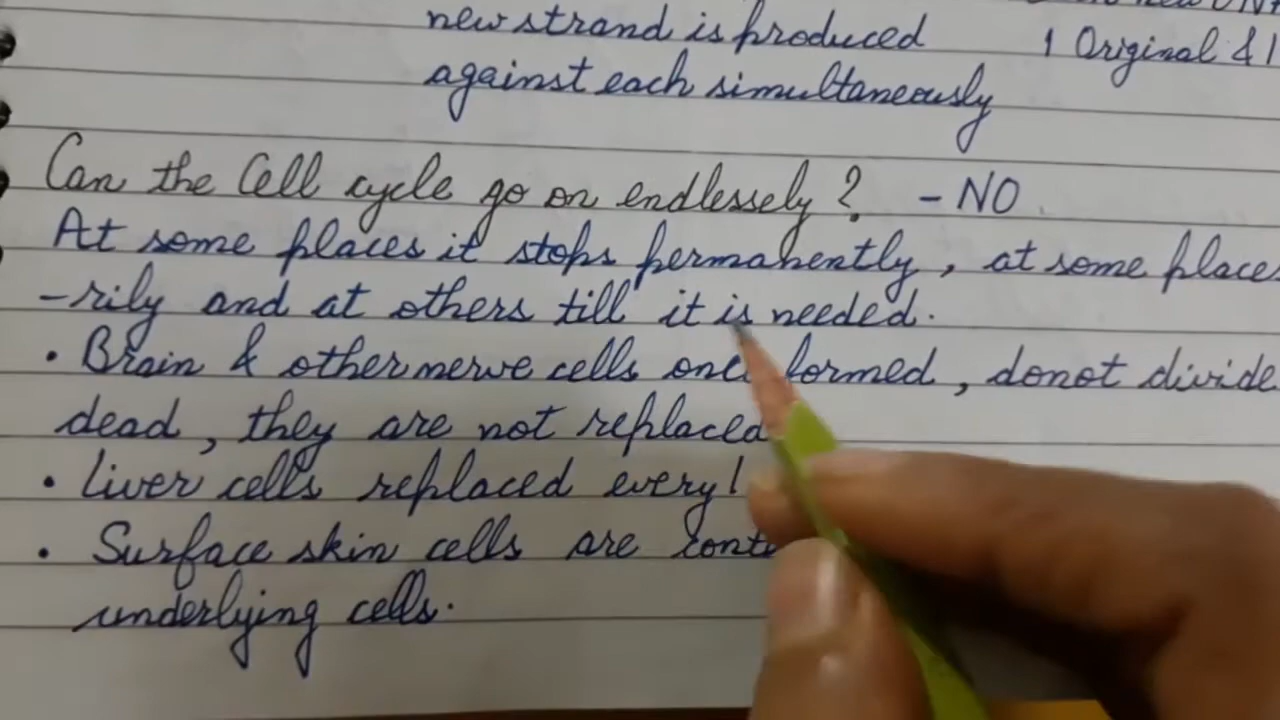 new strand is produced
1 Original & 1
against each simultaneously
Can the Cell cycle go on endlessely? - NO
At some places it stops permanently, at some place
-rily and at others till it is needed.
• Brain & other nerve cells once formed, donot divide
dead, they are not replaced
• Liver cells replaced every
• Surface skin cells are
underlying cells.